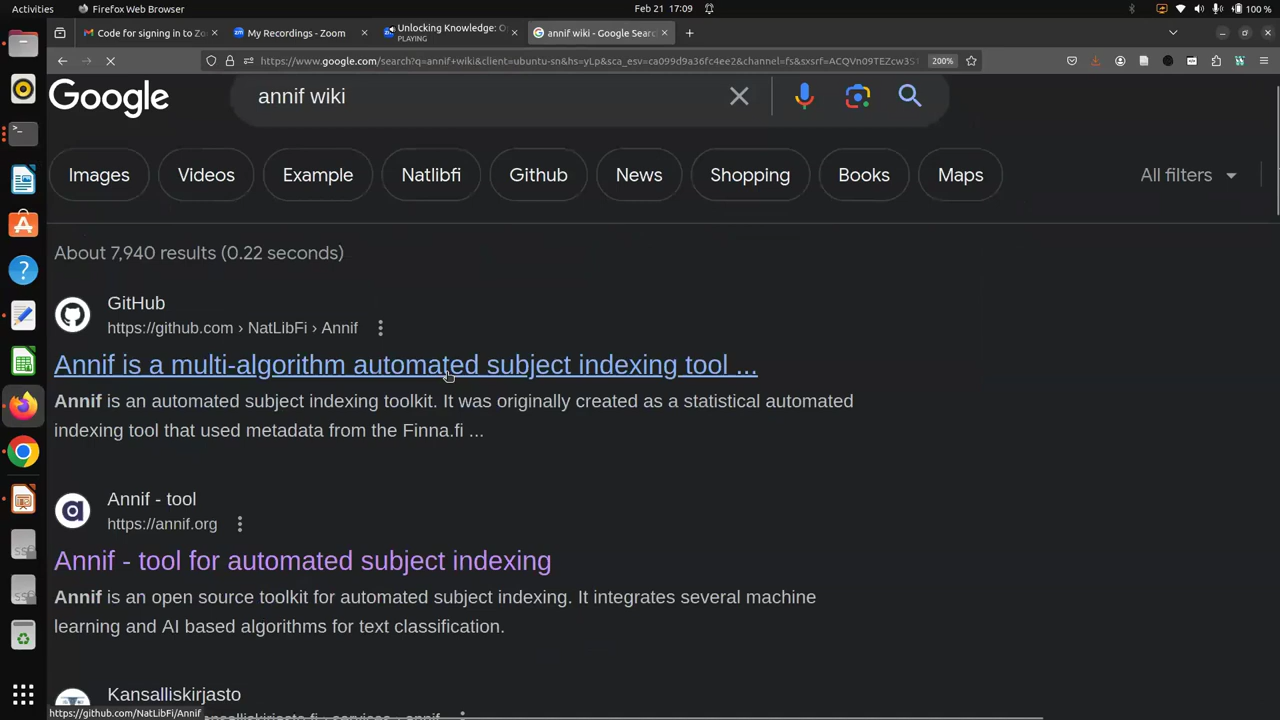 Activities
Firefox Web Browser
Feb 21 17:09
100 %
Code for signing in to Zo
My Recordings - Zoom
Unlocking Knowledge: O
PLAYING
annif wiki - Google Searc
https://www.google.com/search?q=annif+wiki&client=ubuntu-sn&hs=yLp&sca_esv=ca099d9a36fc4ee2&channel=fs&sxsrf=ACQVn09TEZcw3S
200%
Google
annif wiki
Images
Videos
Example
Natlibfi
Github
News
Shopping
Books
Maps
All filters
About 7,940 results (0.22 seconds)
GitHub
https://github.com › NatLibFi › Annif
Annif is a multi-algorithm automated subject indexing tool ...
Annif is an automated subject indexing toolkit. It was originally created as a statistical automated
indexing tool that used metadata from the Finna.fi ...
Annif - tool
https://annif.org
Annif - tool for automated subject indexing
Annif is an open source toolkit for automated subject indexing. It integrates several machine
learning and AI based algorithms for text classification.
Kansalliskirjasto
https://github.com/NatLibFi/Annif